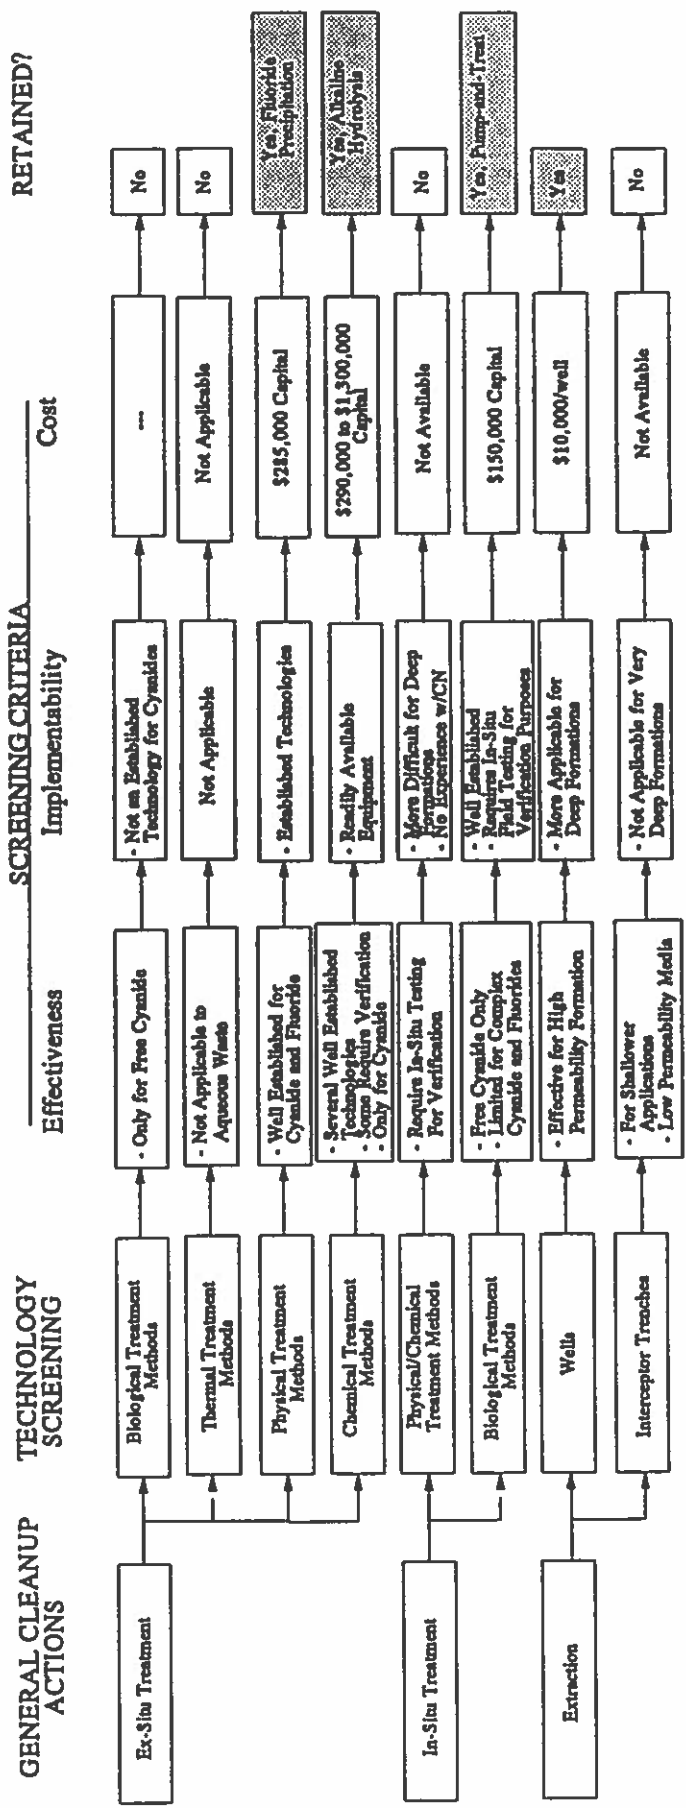 GENERAL CLEANUP
ACTIONS
TECHNOLOGY
SCREENING
SCREENING CRITERIA
Effectiveness
Implementability
Cost
RETAINED?
Ex-Situ Treatment
Biological Treatment
Methods
- Only for Free Cyanide
- Not an Established
Technology for Cyanides
---
No
Thermal Treatment
Methods
- Not Applicable to
Aqueous Waste
Not Applicable
Not Applicable
No
Physical Treatment
Methods
- Well Established for
Cyanide and Fluoride
- Established Technologies
$285,000 Capital
Yes, Fluoride
Precipitation
Chemical Treatment
Methods
- Several Well Established
Technologies
- Some Require Verification
- Only for Cyanide
- Readily Available
Equipment
$290,000 to $1,300,000
Capital
Yes, Alkaline
Hydrolysis
In-Situ Treatment
Physical/Chemical
Treatment Methods
- Require In-Situ Testing
For Verification
- More Difficult for Deep
Formations
- No Experience w/CN
Not Available
No
Biological Treatment
Methods
- Free Cyanide Only
- Limited for Complex
Cyanide and Fluorides
- Well Established
- Requires In-Situ
Field Testing for
Verification Purposes
$150,000 Capital
Yes, Pump-and-Treat
Extraction
Wells
- Effective for High
Permeability Formation
- More Applicable for
Deep Formations
$10,000/well
Yes
Interceptor Trenches
- For Shallower
Applications
- Low Permeability Media
- Not Applicable for Very
Deep Formations
Not Available
No